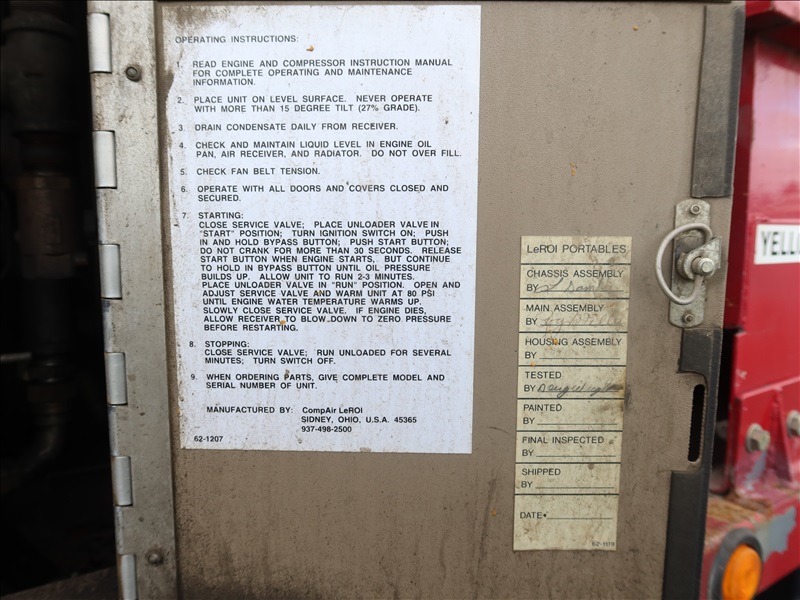 OPERATING INSTRUCTIONS:
1. READ ENGINE AND COMPRESSOR INSTRUCTION MANUAL
FOR COMPLETE OPERATING AND MAINTENANCE
INFORMATION.
2. PLACE UNIT ON LEVEL SURFACE. NEVER OPERATE
WITH MORE THAN 15 DEGREE TILT (27% GRADE).
3. DRAIN CONDENSATE DAILY FROM RECEIVER.
4. CHECK AND MAINTAIN LIQUID LEVEL IN ENGINE OIL
PAN, AIR RECEIVER, AND RADIATOR. DO NOT OVER FILL.
5. CHECK FAN BELT TENSION.
6. OPERATE WITH ALL DOORS AND COVERS CLOSED AND
SECURED.
7. STARTING:
CLOSE SERVICE VALVE; PLACE UNLOADER VALVE IN
"START" POSITION; TURN IGNITION SWITCH ON; PUSH
IN AND HOLD BYPASS BUTTON; PUSH START BUTTON;
DO NOT CRANK FOR MORE THAN 30 SECONDS. RELEASE
START BUTTON WHEN ENGINE STARTS, BUT CONTINUE
TO HOLD IN BYPASS BUTTON UNTIL OIL PRESSURE
BUILDS UP. ALLOW UNIT TO RUN 2-3 MINUTES.
PLACE UNLOADER VALVE IN "RUN" POSITION. OPEN AND
ADJUST SERVICE VALVE AND WARM UNIT AT 80 PSI
UNTIL ENGINE WATER TEMPERATURE WARMS UP.
SLOWLY CLOSE SERVICE VALVE. IF ENGINE DIES,
ALLOW RECEIVER TO BLOW DOWN TO ZERO PRESSURE
BEFORE RESTARTING.
8. STOPPING:
CLOSE SERVICE VALVE; RUN UNLOADED FOR SEVERAL
MINUTES; TURN SWITCH OFF.
9. WHEN ORDERING PARTS, GIVE COMPLETE MODEL AND
SERIAL NUMBER OF UNIT.
MANUFACTURED BY: CompAir LeROI
SIDNEY, OHIO, U.S.A. 45365
937-498-2500
62-1207
LeROI PORTABLES
CHASSIS ASSEMBLY
BY
MAIN ASSEMBLY
BY
HOUSING ASSEMBLY
BY
TESTED
BY
PAINTED
BY
FINAL INSPECTED
BY
SHIPPED
BY
DATE
62-1119
YELL